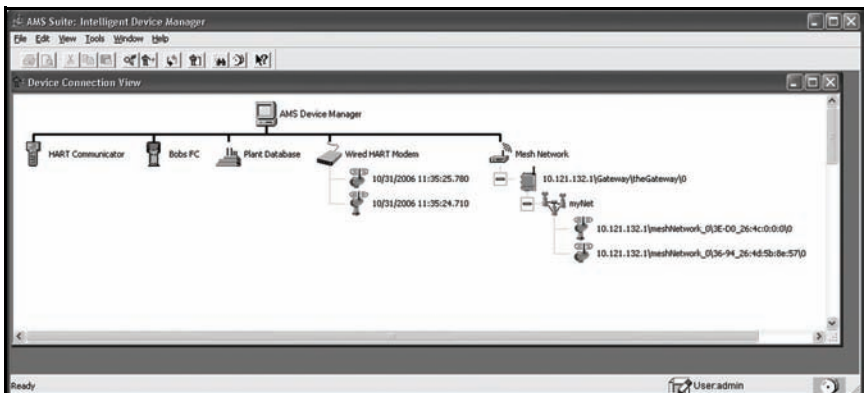 AMS Suite: Intelligent Device Manager
File Edit View Tools Window Help
Device Connection View
AMS Device Manager
HART Communicator
Bobs FC
Plant Database
Wired HART Modem
Mesh Network
10/31/2006 11:35:25.780
10.121.132.1\Gateway\theGateway\0
10/31/2006 11:35:24.710
myNet
10.121.132.1\meshNetwork_0\3E-D0_26:4c:0:0:0\0
10.121.132.1\meshNetwork_0\36-94_26:4d:5b:8e:57\0
Ready
User:admin